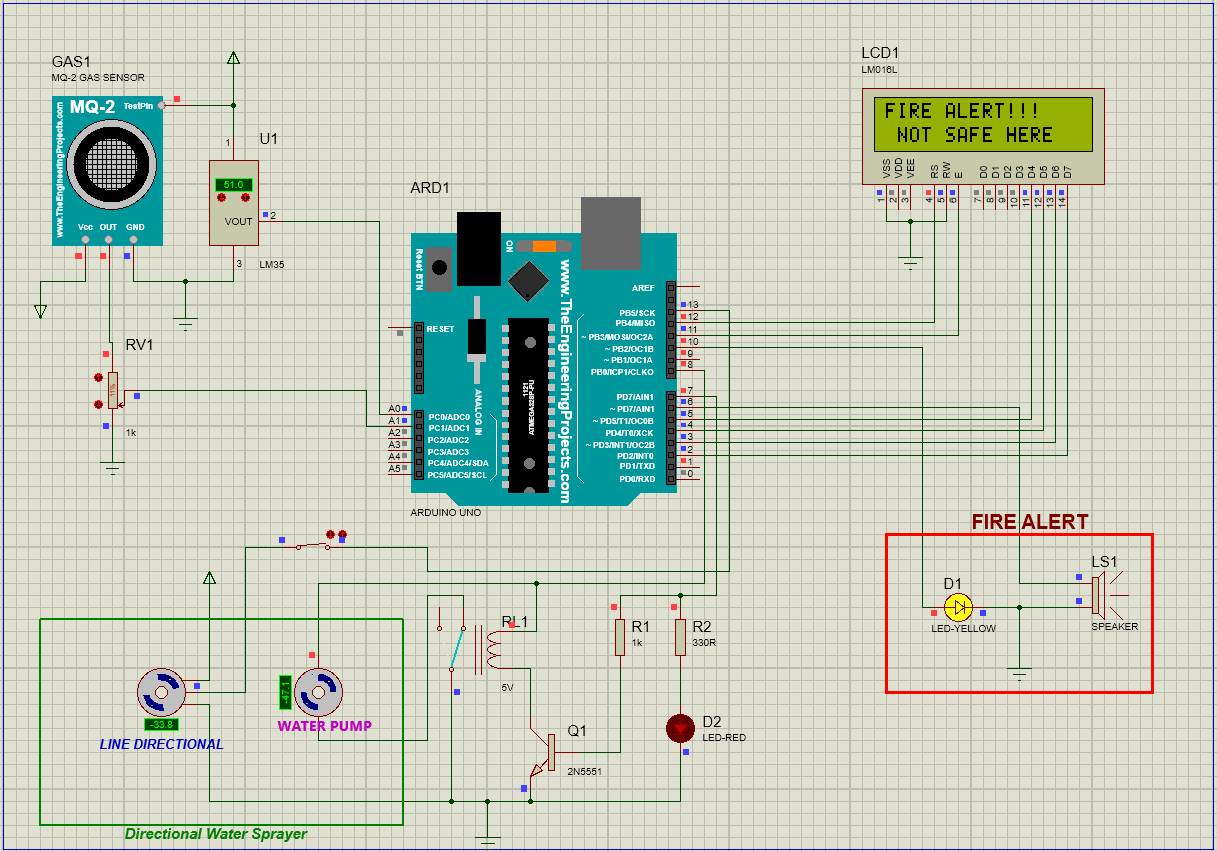 GAS1
MQ-2 GAS SENSOR
MQ-2 TestPin
www.TheEngineeringProjects.com
Vcc OUT GND
1
U1
51.0
VOUT
2
3
LM35
RV1
11%
1k
ARD1
ON
Reset BTN
www.TheEngineeringProjects.com
RESET
AREF
13
PB5/SCK
12
PB4/MISO
11
~ PB3/MOSI/OC2A
10
~ PB2/OC1B
9
~ PB1/OC1A
8
PB0/ICP1/CLKO
7
PD7/AIN1
6
~ PD7/AIN1
5
~ PD5/T1/OC0B
4
PD4/T0/XCK
3
~ PD3/INT1/OC2B
2
PD2/INT0
1
PD1/TXD
0
PD0/RXD
1121
ATMEGA328P-PU
ANALOG IN
A0
PC0/ADC0
A1
PC1/ADC1
A2
PC2/ADC2
A3
PC3/ADC3
A4
PC4/ADC4/SDA
A5
PC5/ADC5/SCL
ARDUINO UNO
LCD1
LM016L
FIRE ALERT!!!
NOT SAFE HERE
VSS VDD VEE RS RW E D0 D1 D2 D3 D4 D5 D6 D7
1 2 3 4 5 6 7 8 9 10 11 12 13 14
FIRE ALERT
LS1
D1
LED-YELLOW
SPEAKER
RL1
5V
R1
1k
R2
330R
Q1
2N5551
D2
LED-RED
-47.1
-33.8
WATER PUMP
LINE DIRECTIONAL
Directional Water Sprayer